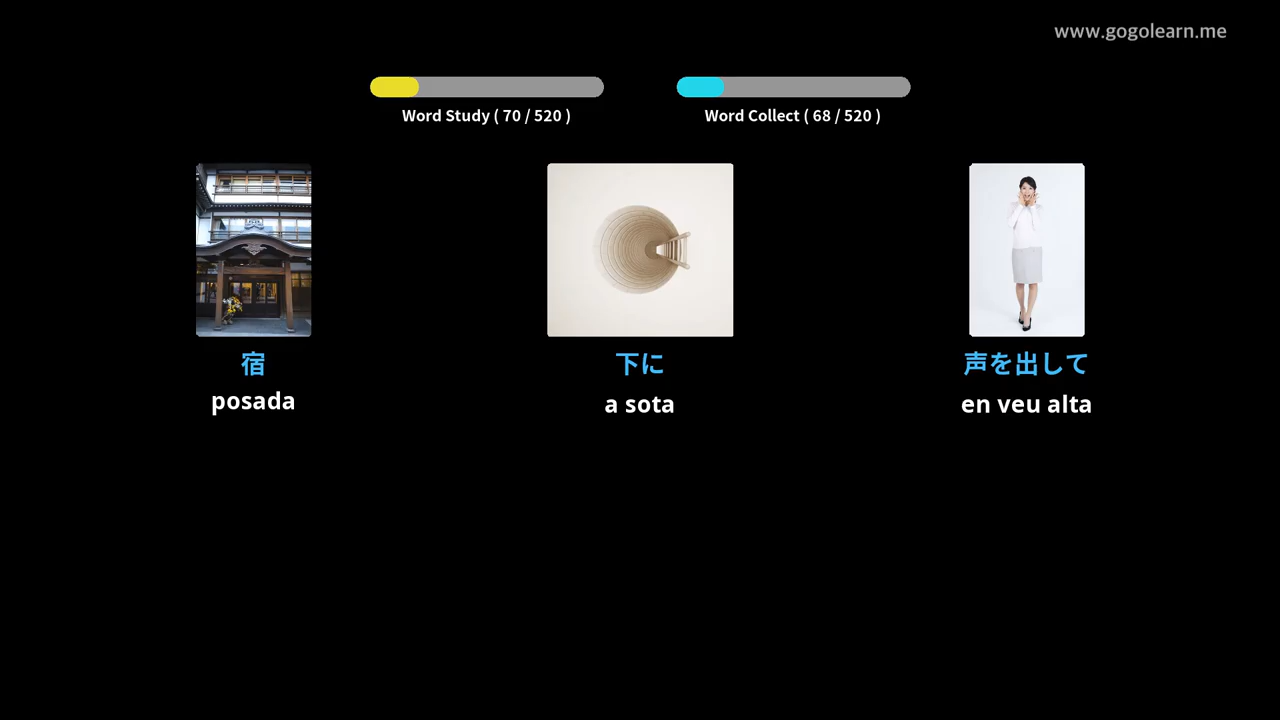 www.gogolearn.me
Word Study ( 70 / 520 )
Word Collect ( 68 / 520 )
宿
posada
下に
a sota
声を出して
en veu alta